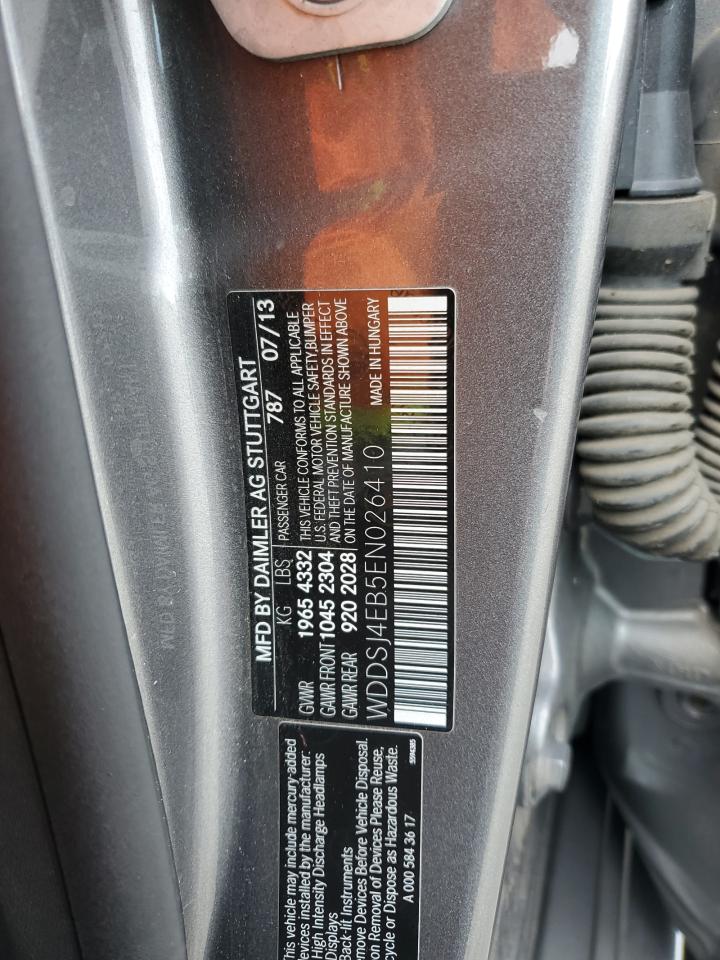 MFD BY DAIMLER AG STUTTGART
787 07/13
KG LBS PASSENGER CAR
GVWR 1965 4332
GAWR FRONT 1045 2304
GAWR REAR 920 2028
THIS VEHICLE CONFORMS TO ALL APPLICABLE
U.S. FEDERAL MOTOR VEHICLE SAFETY,BUMPER
AND THEFT PREVENTION STANDARDS IN EFFECT
ON THE DATE OF MANUFACTURE SHOWN ABOVE
WDDSJ4EB5EN026410 MADE IN HUNGARY
This vehicle may include mercury-added
devices installed by the manufacturer:
High Intensity Discharge Headlamps
Displays
Back-lit Instruments
Remove Devices Before Vehicle Disposal.
on Removal of Devices Please Reuse,
cycle or Dispose as Hazardous Waste.
A 000 584 36 17